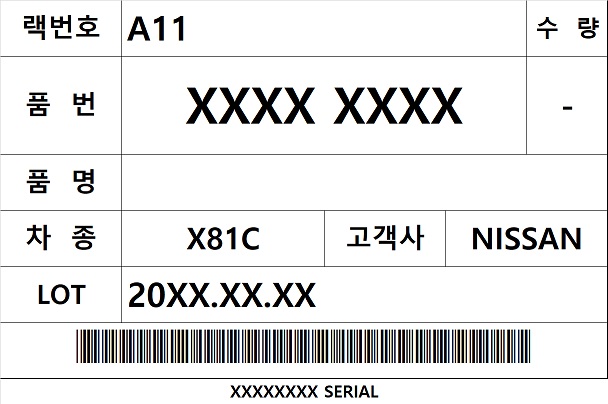 랙번호 A11 수 량
품 번 XXXX XXXX -
품 명
차 종 X81C 고객사 NISSAN
LOT 20XX.XX.XX
XXXXXXXX SERIAL